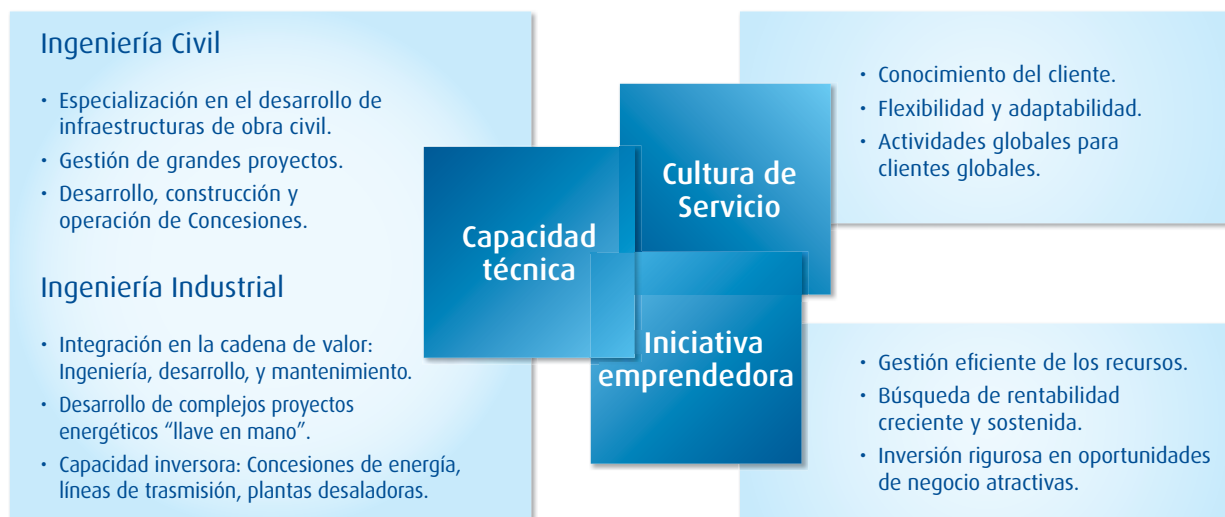 Ingeniería Civil
• Especialización en el desarrollo de
infraestructuras de obra civil.
• Gestión de grandes proyectos.
• Desarrollo, construcción y
operación de Concesiones.
Ingeniería Industrial
• Integración en la cadena de valor:
Ingeniería, desarrollo, y mantenimiento.
• Desarrollo de complejos proyectos
energéticos “llave en mano”.
• Capacidad inversora: Concesiones de energía,
líneas de trasmisión, plantas desaladoras.
Capacidad
técnica
Cultura de
Servicio
Iniciativa
emprendedora
• Conocimiento del cliente.
• Flexibilidad y adaptabilidad.
• Actividades globales para
clientes globales.
• Gestión eficiente de los recursos.
• Búsqueda de rentabilidad
creciente y sostenida.
• Inversión rigurosa en oportunidades
de negocio atractivas.